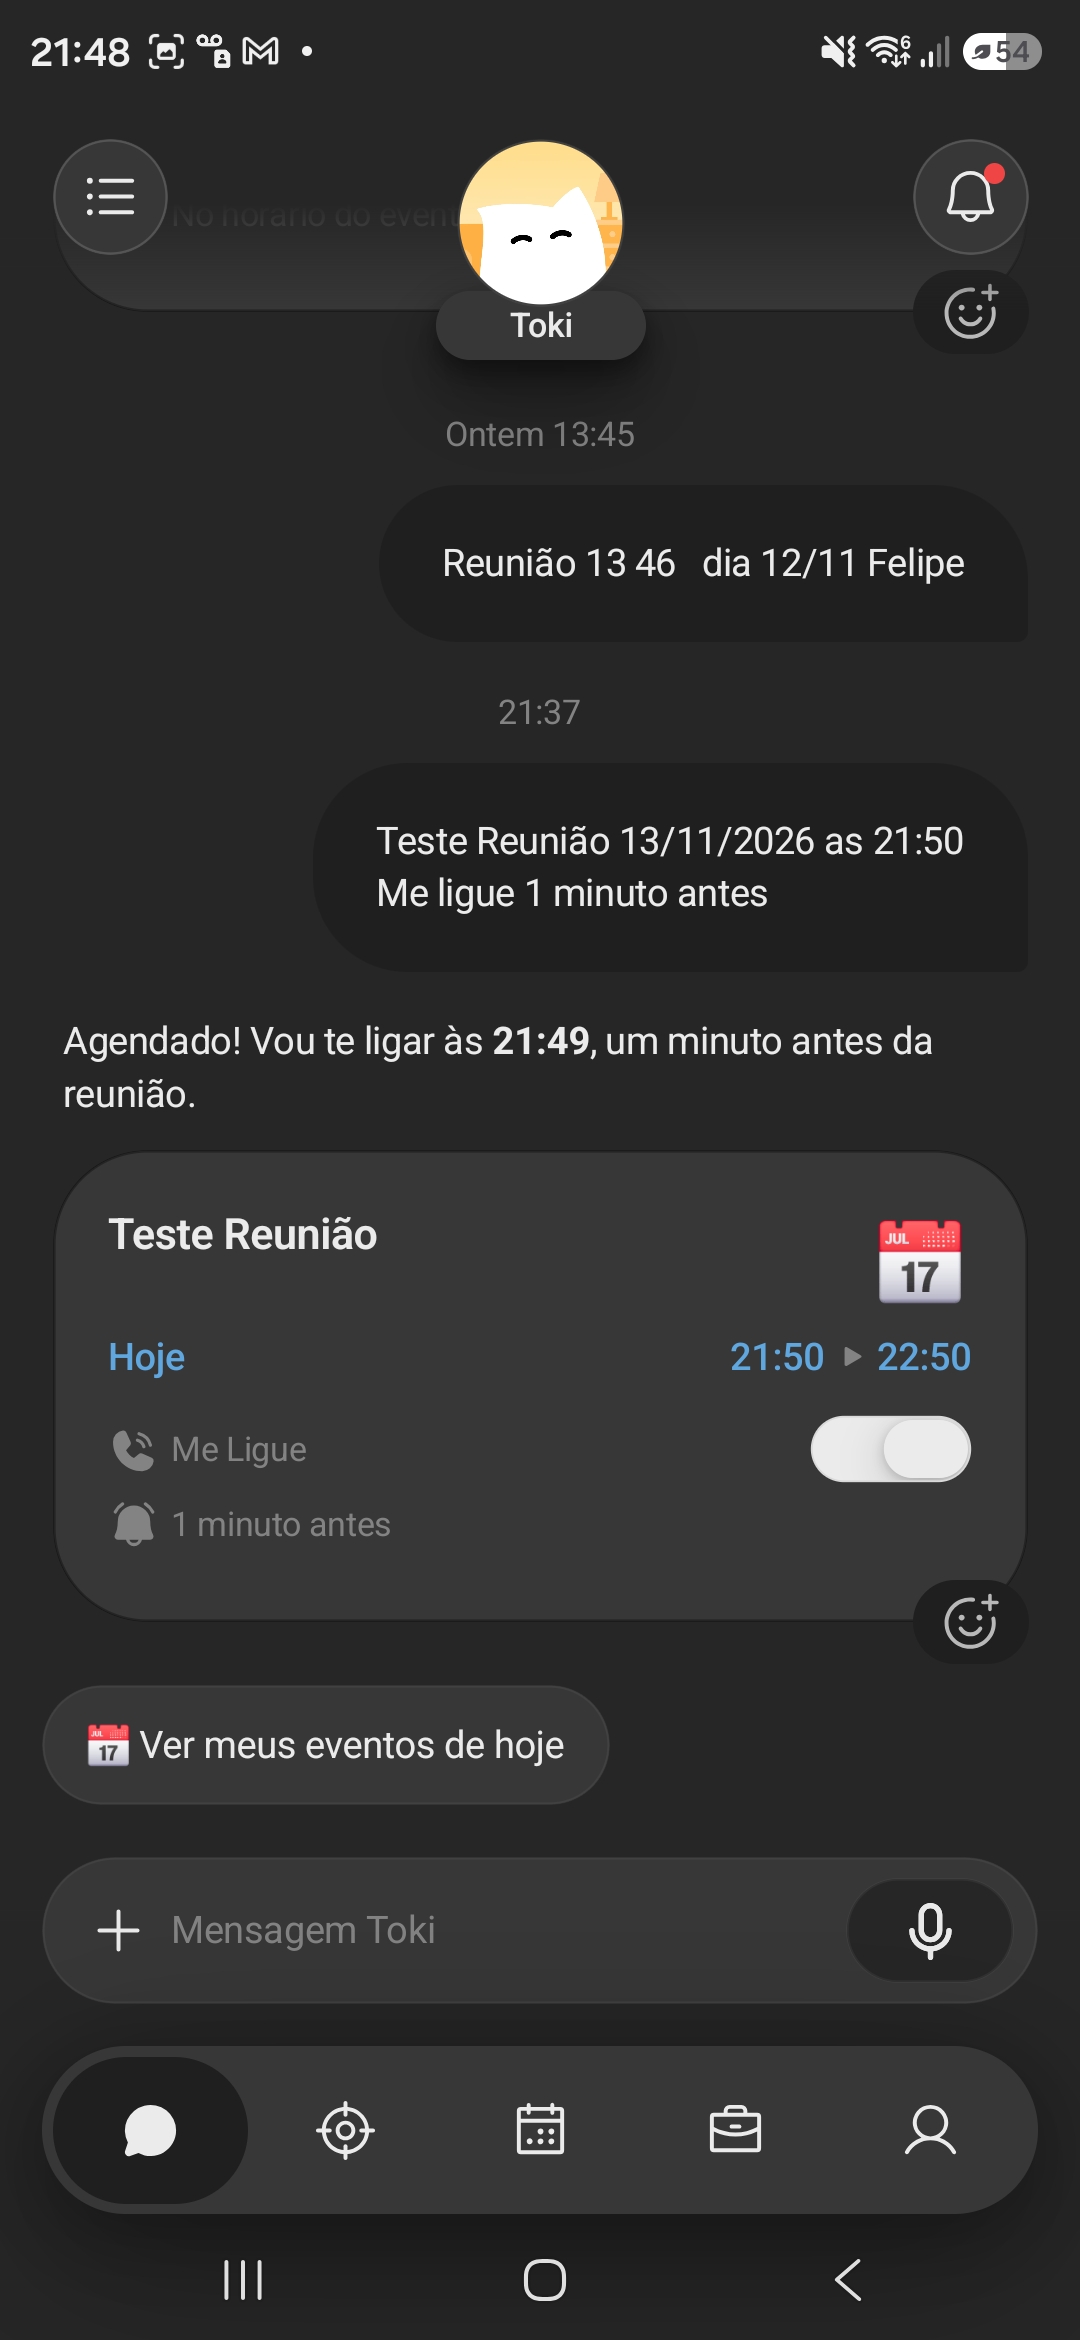 21:48
6
54
No horário do event
Toki
Ontem 13:45
Reunião 13 46 dia 12/11 Felipe
21:37
Teste Reunião 13/11/2026 as 21:50
Me ligue 1 minuto antes
Agendado! Vou te ligar às 21:49, um minuto antes da
reunião.
Teste Reunião
JUL
17
Hoje
21:50 ▶ 22:50
Me Ligue
1 minuto antes
JUL
17
Ver meus eventos de hoje
Mensagem Toki